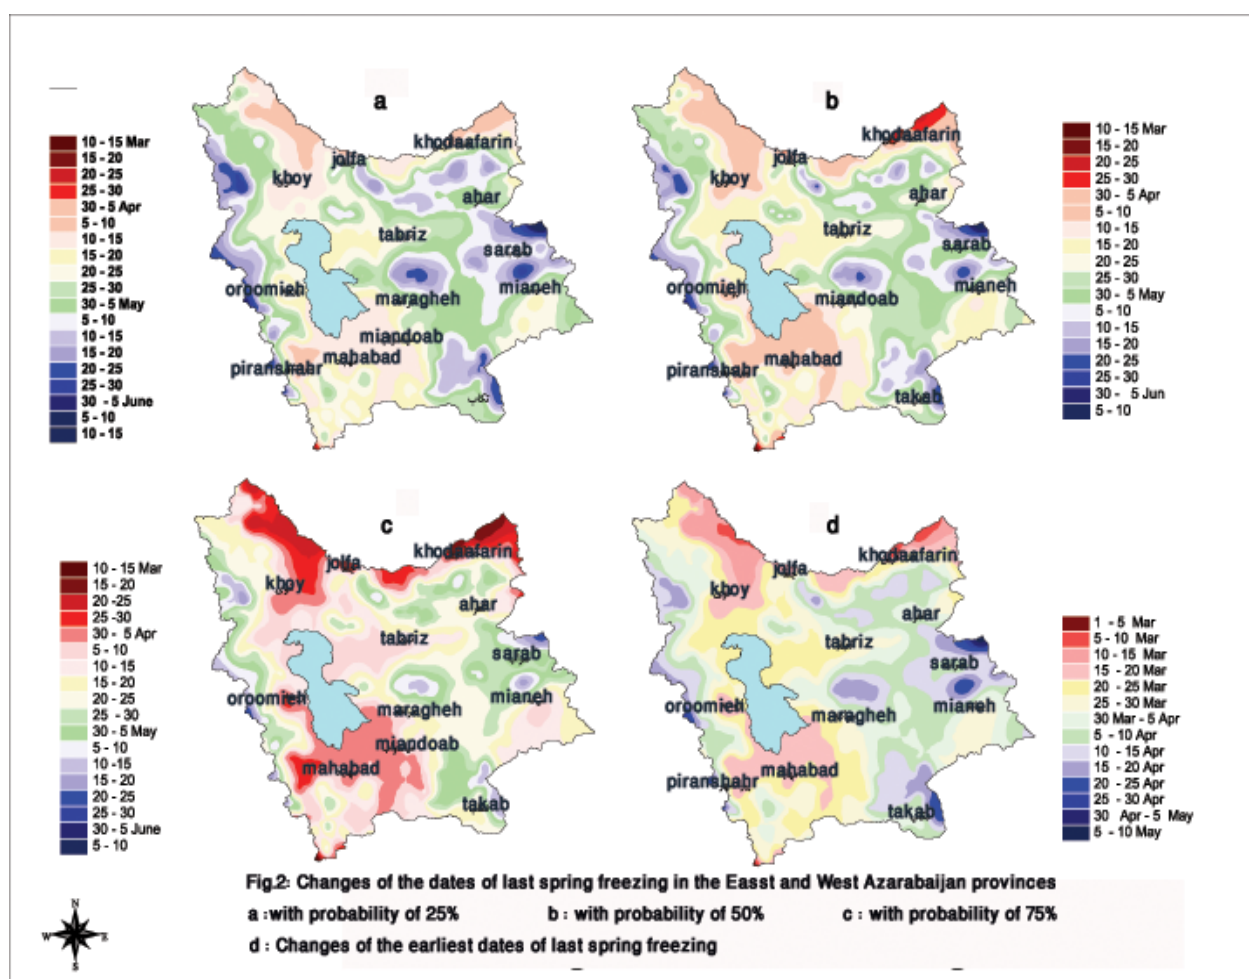 a
khodaafarin
jolfa
khoy
ahar
tabriz
sarab
oroomieh
maragheh
mianeh
miandoab
mahabad
piranshahr
تکاب
10 - 15 Mar
15 - 20
20 - 25
25 - 30
30 - 5 Apr
5 - 10
10 - 15
15 - 20
20 - 25
25 - 30
30 - 5 May
5 - 10
10 - 15
15 - 20
20 - 25
25 - 30
30 - 5 June
5 - 10
10 - 15
b
khodaafarin
jolfa
khoy
ahar
tabriz
sarab
oroomieh
miandoab
mianeh
mahabad
piranshahr
takab
10 - 15 Mar
15 - 20
20 - 25
25 - 30
30 - 5 Apr
5 - 10
10 - 15
15 - 20
20 - 25
25 - 30
30 - 5 May
5 - 10
10 - 15
15 - 20
20 - 25
25 - 30
30 - 5 Jun
5 - 10
c
khodaafarin
jolfa
khoy
ahar
tabriz
sarab
oroomieh
maragheh
mianeh
miandoab
mahabad
takab
10 - 15 Mar
15 - 20
20 -25
25 -30
30 - 5 Apr
5 - 10
10 - 15
15 - 20
20 - 25
25 - 30
30 - 5 May
5 - 10
10 -15
15 - 20
20 - 25
25 - 30
30 - 5 June
5 - 10
d
khodaafarin
jolfa
khoy
ahar
tabriz
sarab
oroomieh
maragheh
mianeh
mahabad
piranshahr
takab
1 - 5 Mar
5 - 10 Mar
10 - 15 Mar
15 - 20 Mar
20 - 25 Mar
25 - 30 Mar
30 Mar - 5 Apr
5 - 10 Apr
10 - 15 Apr
15 - 20 Apr
20 - 25 Apr
25 - 30 Apr
30 Apr - 5 May
5 - 10 May
Fig.2: Changes of the dates of last spring freezing in the Easst and West Azarabaijan provinces
a :with probability of 25% b : with probability of 50% c : with probability of 75%
d : Changes of the earliest dates of last spring freezing
N
W E
S